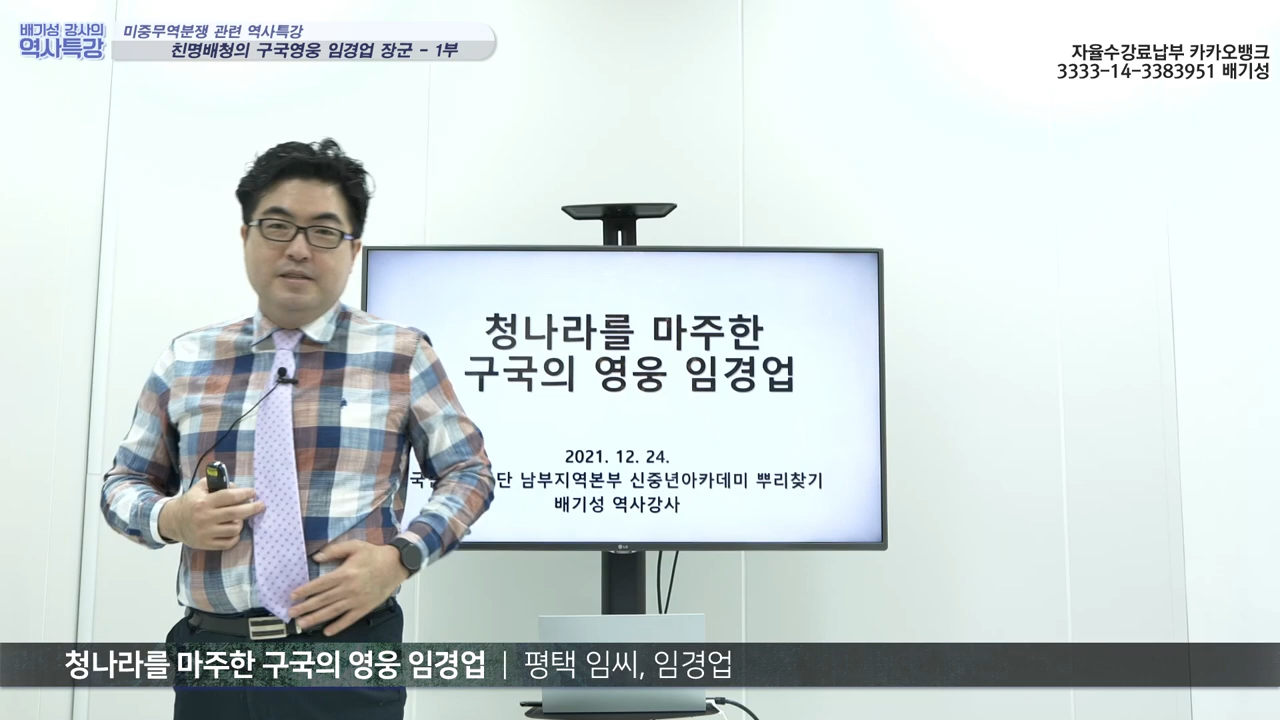 배기성 강사의
역사특강
미중무역분쟁 관련 역사특강
친명배청의 구국영웅 임경업 장군 - 1부
자율수강료납부 카카오뱅크
3333-14-3383951 배기성
청나라를 마주한
구국의 영웅 임경업
2021. 12. 24.
단 남부지역본부 신중년아카데미 뿌리찾기
배기성 역사강사
LG
청나라를 마주한 구국의 영웅 임경업 | 평택 임씨, 임경업